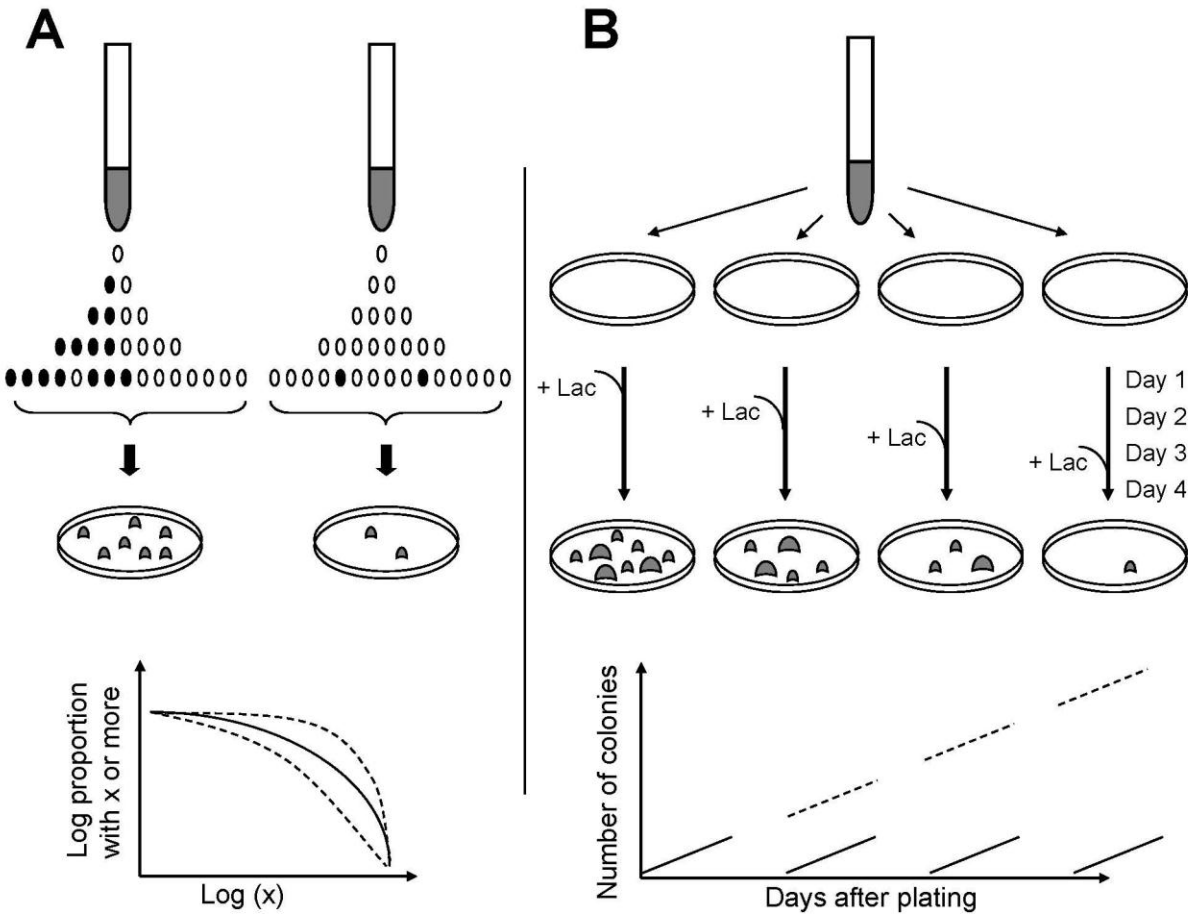 A
B
+ Lac
+ Lac
+ Lac
+ Lac
Day 1
Day 2
Day 3
Day 4
Log proportion
with x or more
Log (x)
Number of colonies
Days after plating